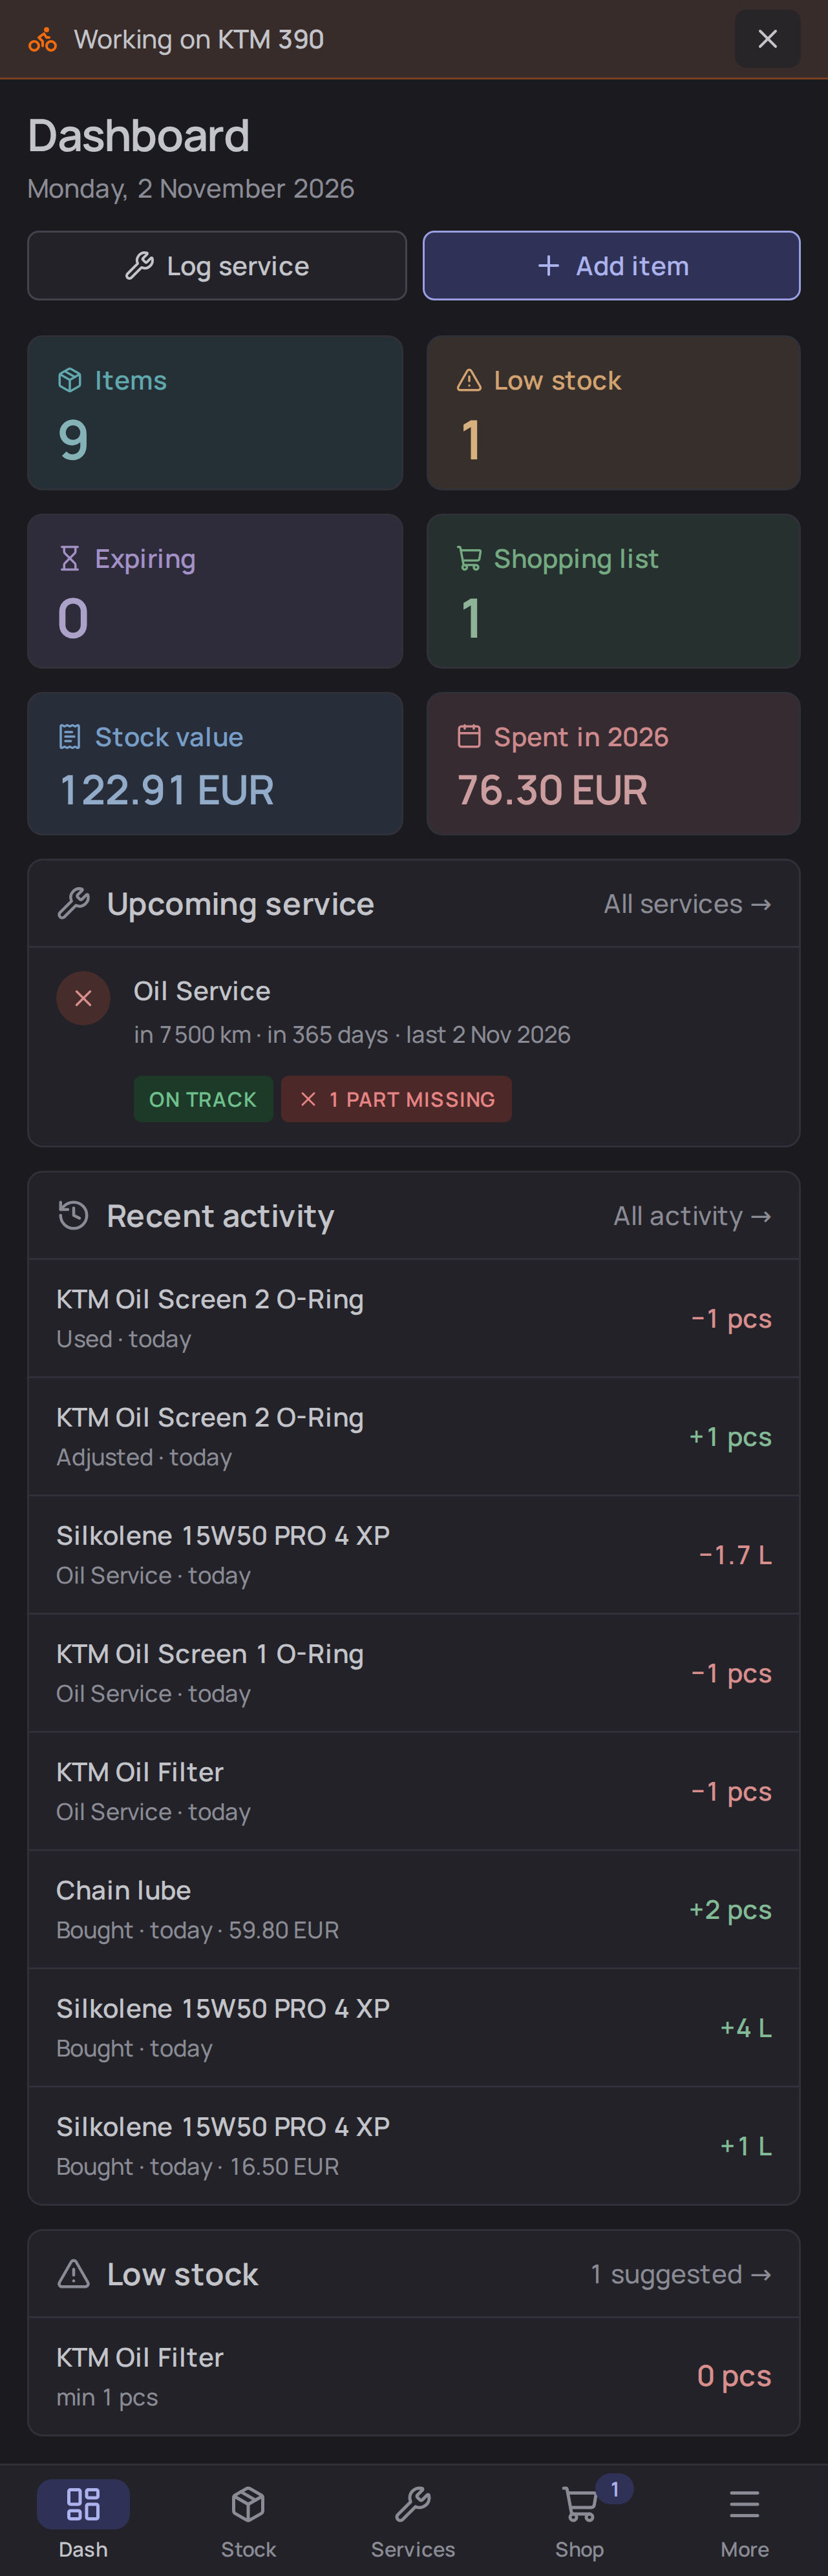 Working on KTM 390
Dashboard
Monday, 2 November 2026
Log service
Add item
Items
9
Low stock
1
Expiring
0
Shopping list
1
Stock value
122.91 EUR
Spent in 2026
76.30 EUR
Upcoming service
All services →
Oil Service
in 7 500 km · in 365 days · last 2 Nov 2026
ON TRACK
1 PART MISSING
Recent activity
All activity →
KTM Oil Screen 2 O-Ring
Used · today
−1 pcs
KTM Oil Screen 2 O-Ring
Adjusted · today
+1 pcs
Silkolene 15W50 PRO 4 XP
Oil Service · today
−1.7 L
KTM Oil Screen 1 O-Ring
Oil Service · today
−1 pcs
KTM Oil Filter
Oil Service · today
−1 pcs
Chain lube
Bought · today · 59.80 EUR
+2 pcs
Silkolene 15W50 PRO 4 XP
Bought · today
+4 L
Silkolene 15W50 PRO 4 XP
Bought · today · 16.50 EUR
+1 L
Low stock
1 suggested →
KTM Oil Filter
min 1 pcs
0 pcs
1
Dash
Stock
Services
Shop
More